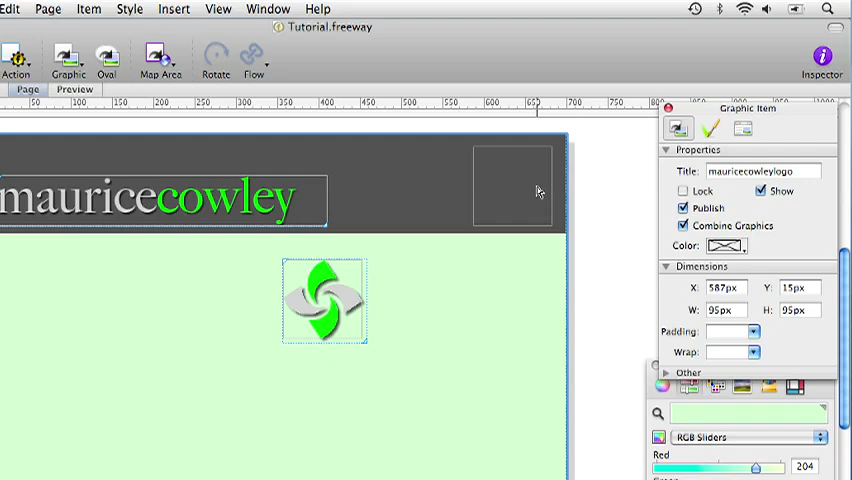 Edit Page Item Style Insert View Window Help
Tutorial.freeway
Action Graphic Oval Map Area Rotate Flow Inspector
Page Preview
50 100 150 200 250 300 350 400 450 500 550 600 650 700 750
Graphic Item
Properties
Title: mauricecowleylogo
Lock Show
Publish
Combine Graphics
Color:
Dimensions
X: 587px Y: 15px
W: 95px H: 95px
Padding:
Wrap:
Other
mauricecowley
RGB Sliders
Red
204